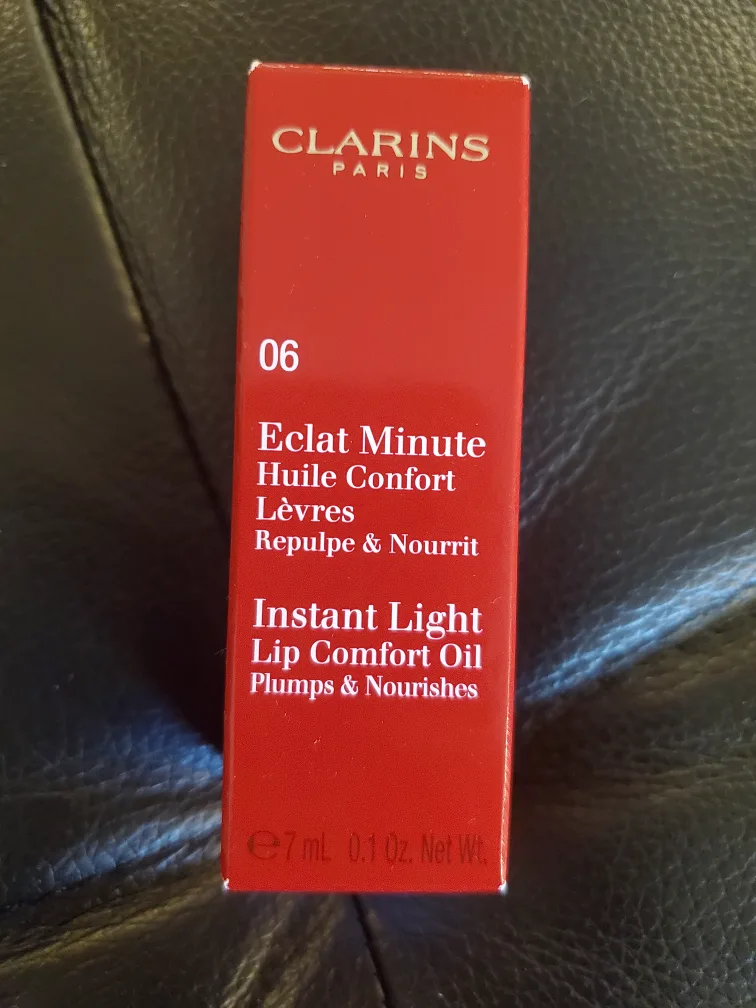 CLARINS
PARIS
06
Eclat Minute
Huile Confort
Lèvres
Repulpe & Nourrit
Instant Light
Lip Comfort Oil
Plumps & Nourishes
℮7 mL 0.1 Oz. Net Wt.